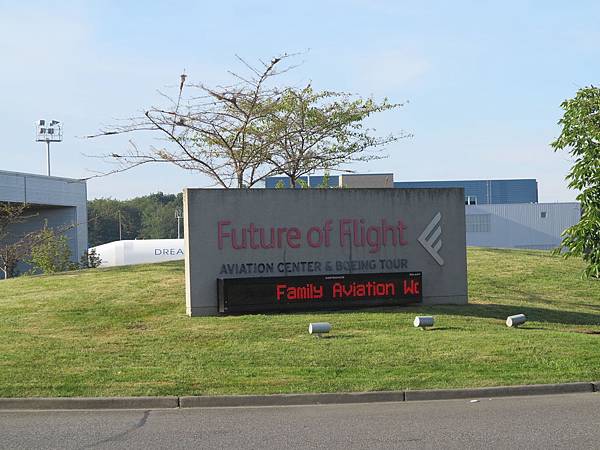 Future of Flight
AVIATION CENTER & BOEING TOUR
Family Aviation
DREA